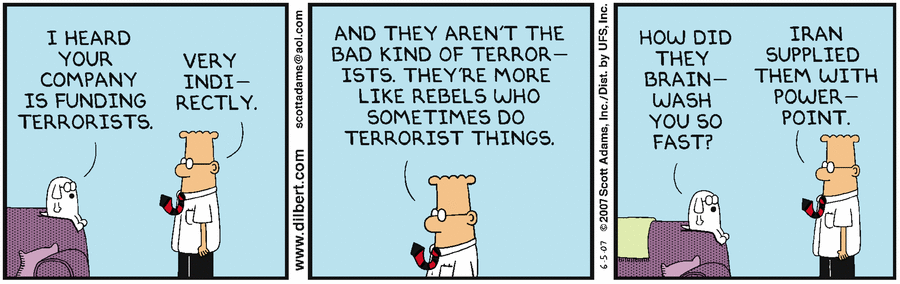 I HEARD
YOUR
COMPANY
IS FUNDING
TERRORISTS.
VERY
INDI–
RECTLY.
www.dilbert.com scottadams@aol.com
AND THEY AREN'T THE
BAD KIND OF TERROR–
ISTS. THEY'RE MORE
LIKE REBELS WHO
SOMETIMES DO
TERRORIST THINGS.
6-5-07 ©2007 Scott Adams, Inc./Dist. by UFS, Inc.
HOW DID
THEY
BRAIN–
WASH
YOU SO
FAST?
IRAN
SUPPLIED
THEM WITH
POWER–
POINT.